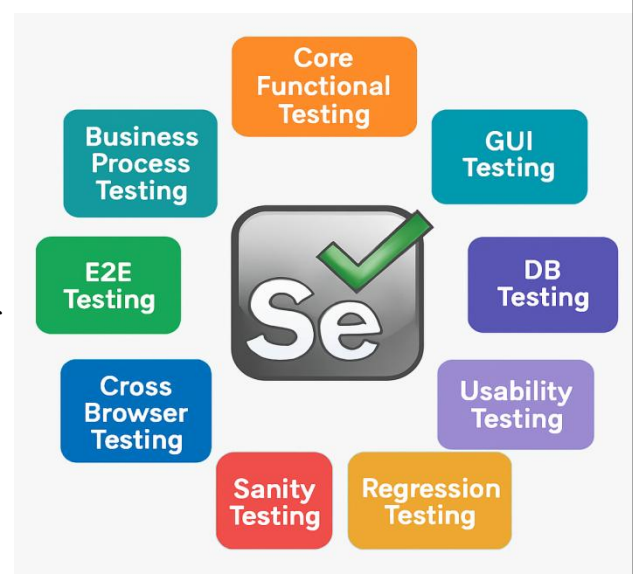 Core
Functional
Testing
Business
Process
Testing
GUI
Testing
E2E
Testing
Se
DB
Testing
Cross
Browser
Testing
Usability
Testing
Sanity
Testing
Regression
Testing